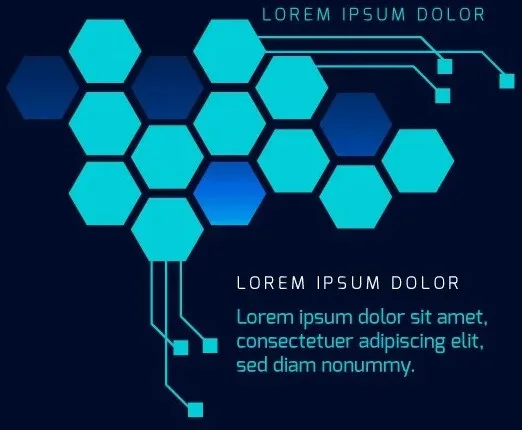 LOREM IPSUM DOLOR
LOREM IPSUM DOLOR
Lorem ipsum dolor sit amet,
consectetuer adipiscing elit,
sed diam nonummy.